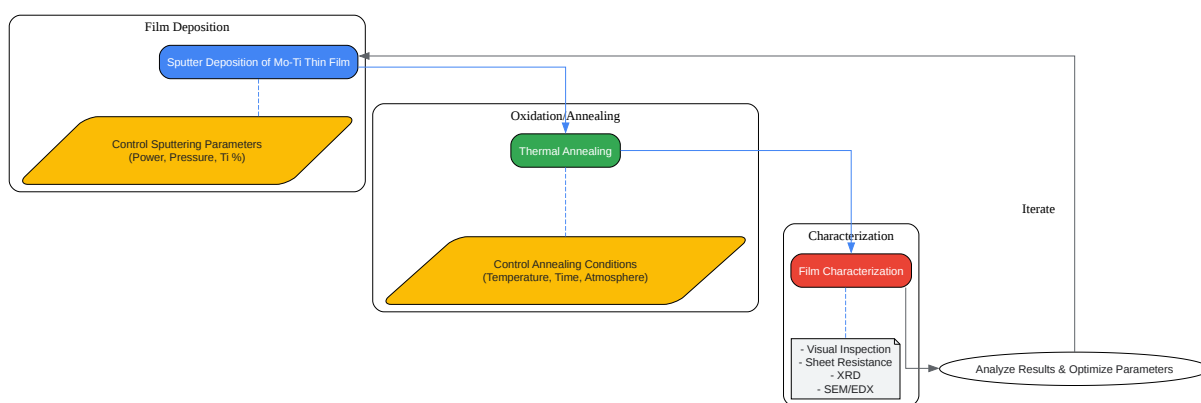 Film Deposition
Sputter Deposition of Mo-Ti Thin Film
Control Sputtering Parameters
(Power, Pressure, Ti %)
Oxidation/Annealing
Thermal Annealing
Control Annealing Conditions
(Temperature, Time, Atmosphere)
Iterate
Characterization
Film Characterization
- Visual Inspection
- Sheet Resistance
- XRD
- SEM/EDX
Analyze Results & Optimize Parameters